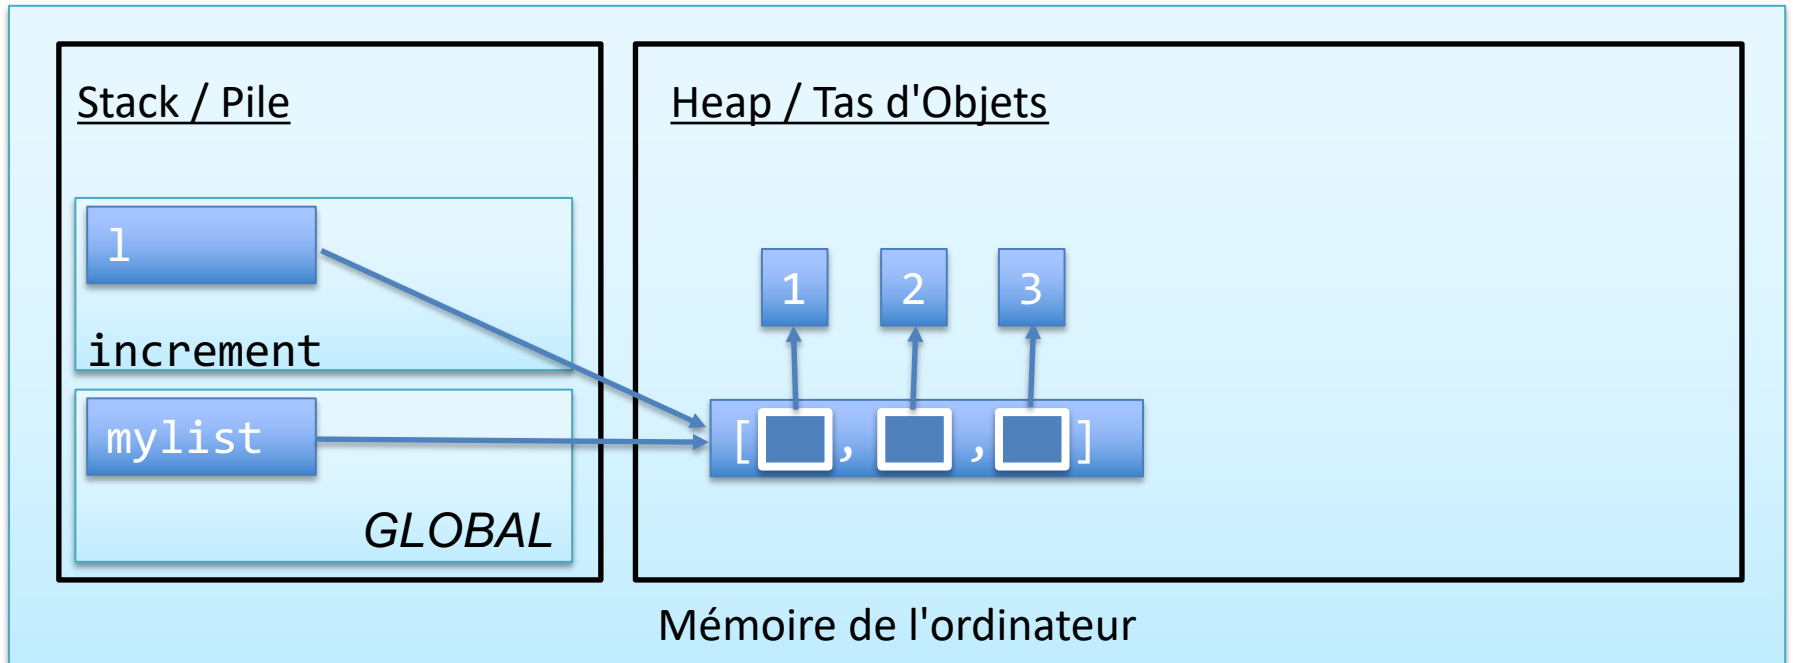 Stack / Pile
Heap / Tas d'Objets
l
increment
mylist
GLOBAL
1 2 3
[ , , ]
Mémoire de l'ordinateur